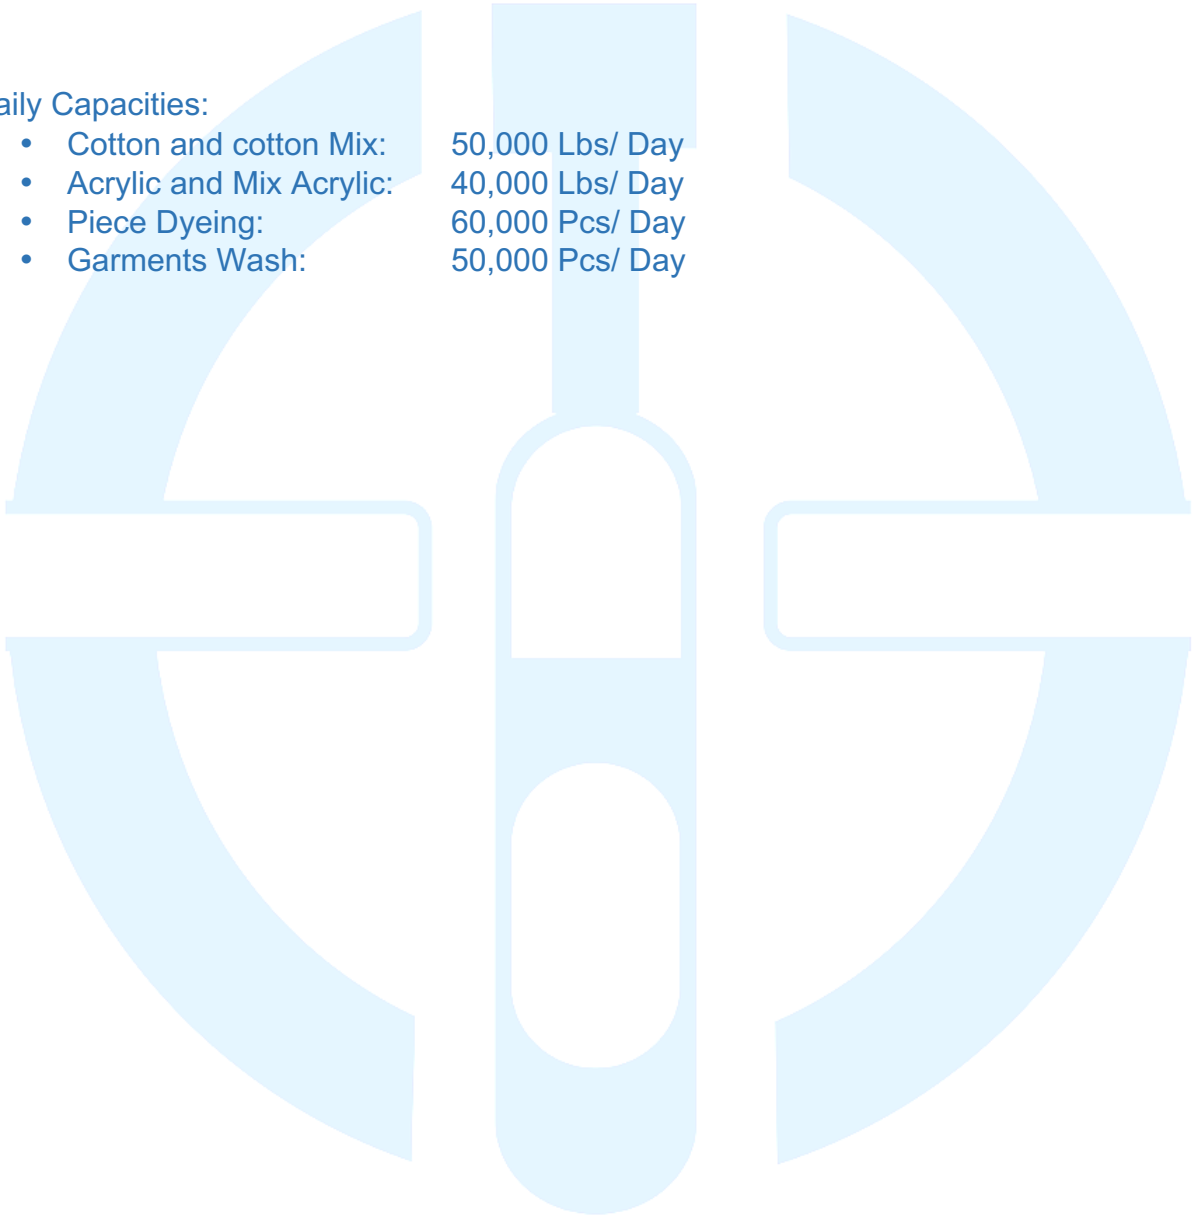 aily Capacities:
• Cotton and cotton Mix: 50,000 Lbs/ Day
• Acrylic and Mix Acrylic: 40,000 Lbs/ Day
• Piece Dyeing: 60,000 Pcs/ Day
• Garments Wash: 50,000 Pcs/ Day